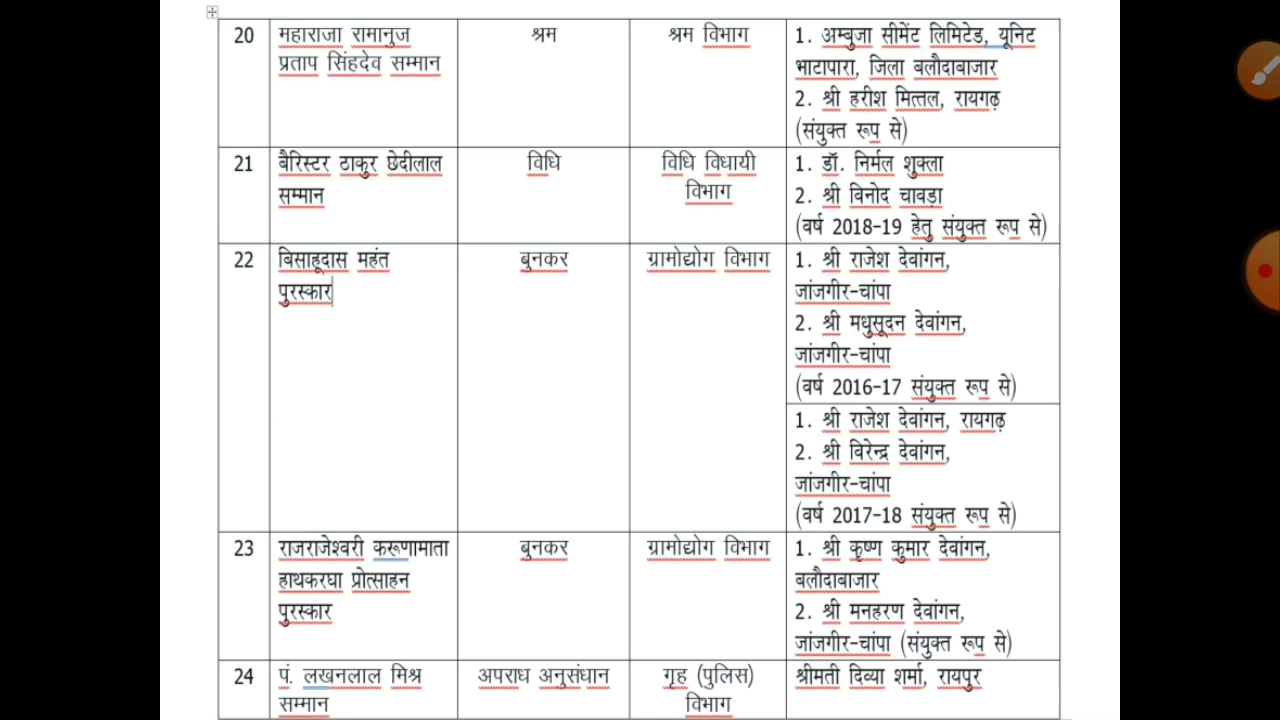 20 महाराजा रामानुज प्रताप सिंहदेव सम्मान श्रम श्रम विभाग 1. अम्बुजा सीमेंट लिमिटेड, यूनिट
भाटापारा, जिला बलौदाबाजार
2. श्री हरीश मित्तल, रायगढ़
(संयुक्त रूप से)
21 बैरिस्टर ठाकुर छेदीलाल सम्मान विधि विधि विधायी विभाग 1. डॉ. निर्मल शुक्ला
2. श्री विनोद चावड़ा
(वर्ष 2018-19 हेतु संयुक्त रूप से)
22 बिसाहूदास महंत पुरस्कार बुनकर ग्रामोद्योग विभाग 1. श्री राजेश देवांगन,
जांजगीर-चांपा
2. श्री मधुसूदन देवांगन,
जांजगीर-चांपा
(वर्ष 2016-17 संयुक्त रूप से)
1. श्री राजेश देवांगन, रायगढ़
2. श्री विरेन्द्र देवांगन,
जांजगीर-चांपा
(वर्ष 2017-18 संयुक्त रूप से)
23 राजराजेश्वरी करूणामाता हाथकरघा प्रोत्साहन पुरस्कार बुनकर ग्रामोद्योग विभाग 1. श्री कृष्ण कुमार देवांगन,
बलौदाबाजार
2. श्री मनहरण देवांगन,
जांजगीर-चांपा (संयुक्त रूप से)
24 पं. लखनलाल मिश्र सम्मान अपराध अनुसंधान गृह (पुलिस) विभाग श्रीमती दिव्या शर्मा, रायपुर